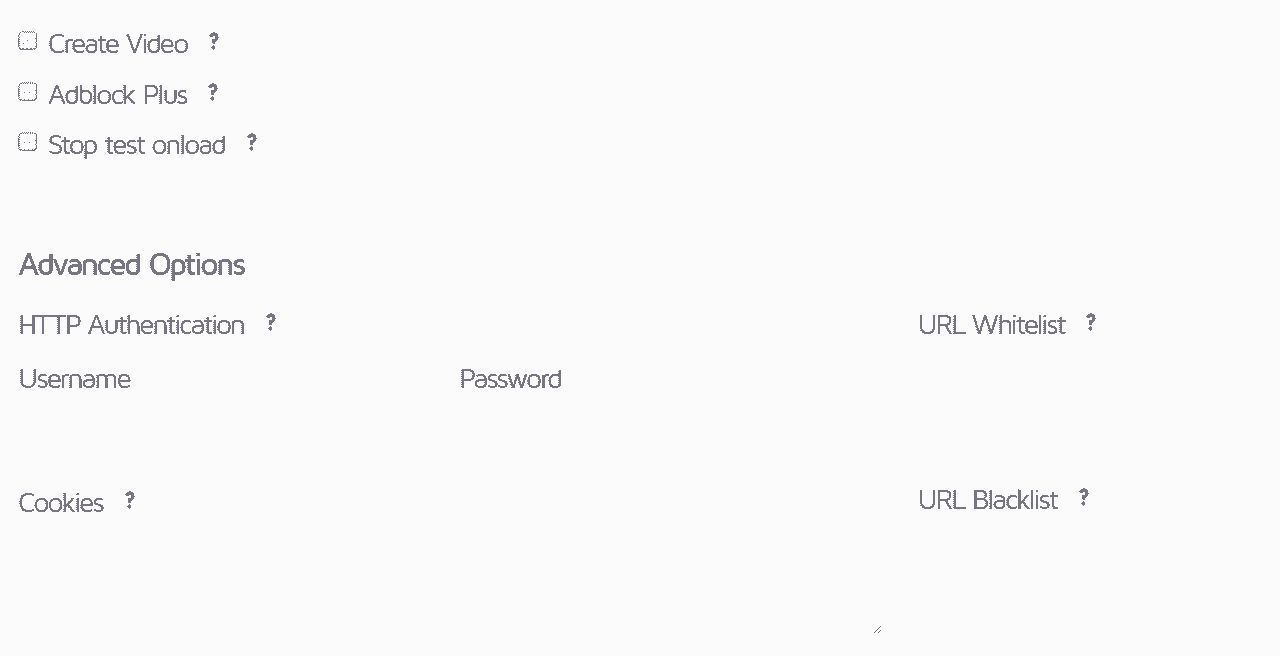 Create Video ?
Adblock Plus ?
Stop test onload ?
Advanced Options
HTTP Authentication ?
URL Whitelist ?
Username
Password
Cookies ?
URL Blacklist ?